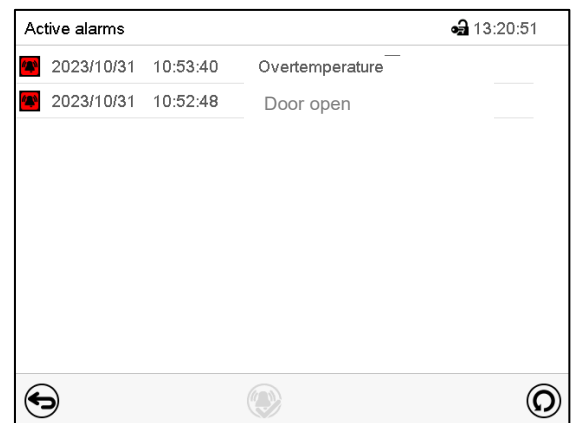 Active alarms 13:20:51
2023/10/31 10:53:40 Overtemperature
2023/10/31 10:52:48 Door open